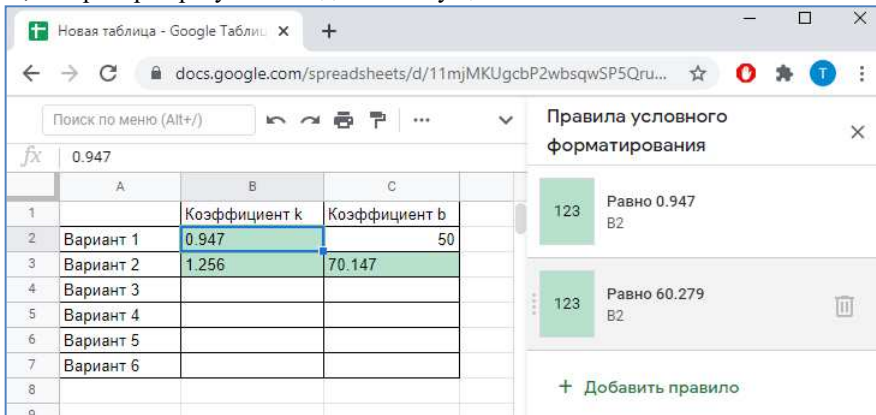 Новая таблица - Google Таблиц
docs.google.com/spreadsheets/d/11mjMKUgcbP2wbsqwSP5Qru...
T
Поиск по меню (Alt+/)
fx 0.947
A B C
1 Коэффициент k Коэффициент b
2 Вариант 1 0.947 50
3 Вариант 2 1.256 70.147
4 Вариант 3
5 Вариант 4
6 Вариант 5
7 Вариант 6
8
Правила условного
форматирования
123 Равно 0.947
B2
123 Равно 60.279
B2
+ Добавить правило